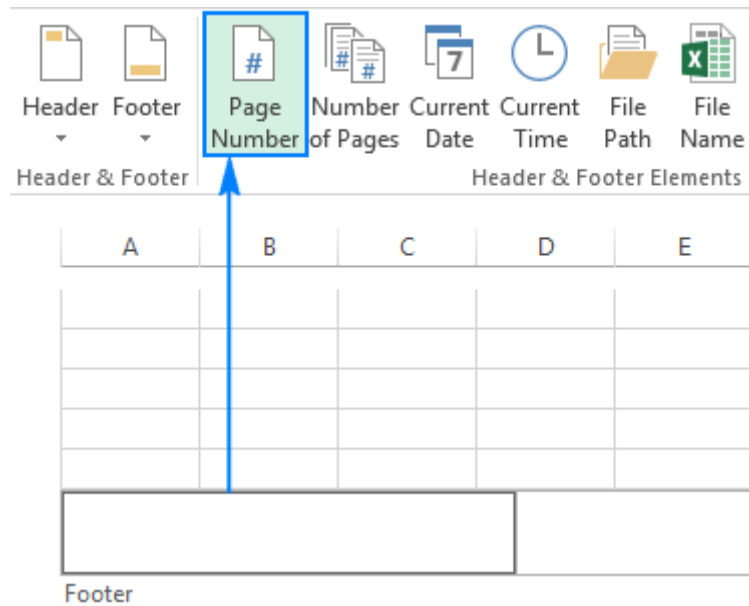 Header Footer Page Number Current Current File File
Number of Pages Date Time Path Name
Header & Footer Header & Footer Elements
A B C D E
Footer